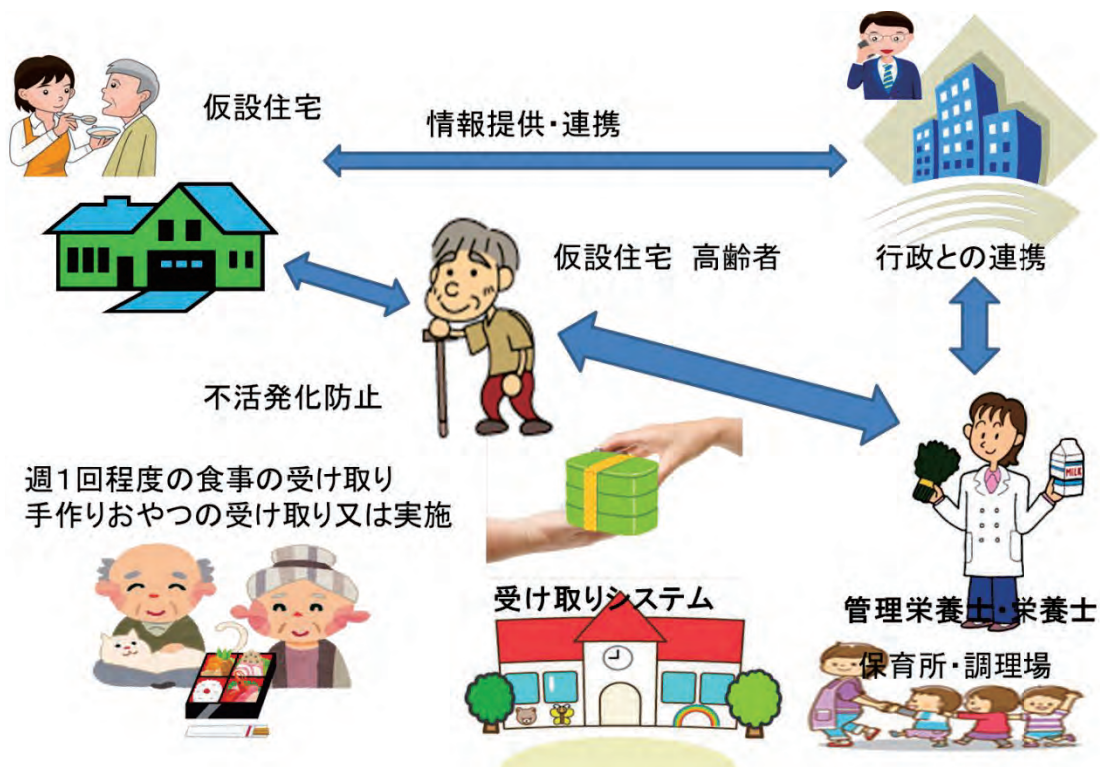 仮設住宅
情報提供・連携
仮設住宅 高齢者
行政との連携
不活発化防止
週1回程度の食事の受け取り
手作りおやつの受け取り又は実施
MILK
受け取りシステム
管理栄養士・栄養士
保育所・調理場